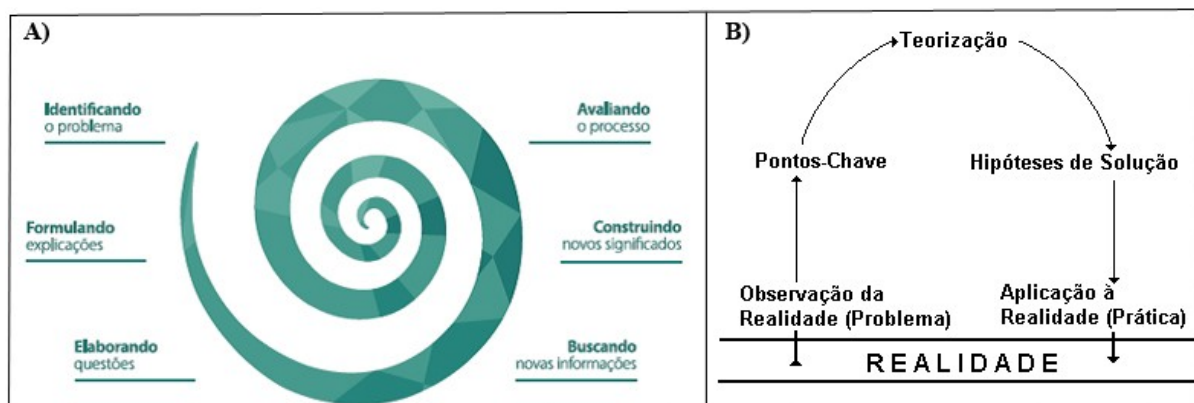 A)
Identificando
o problema
Formulando
explicações
Elaborando
questões
Avaliando
o processo
Construindo
novos significados
Buscando
novas informações
B)
Teorização
Pontos-Chave
Hipóteses de Solução
Observação da
Realidade (Problema)
Aplicação à
Realidade (Prática)
REALIDADE